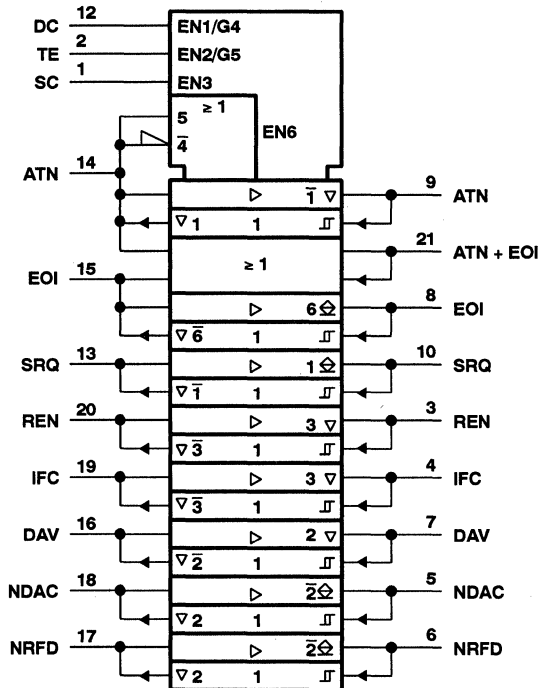 DC 12 EN1/G4
TE 2 EN2/G5
SC 1 EN3
≥ 1
5
EN6
4̅
ATN 14
▷ 1̅ ▽ 9 ATN
▽ 1 1
21 ATN + EOI
≥ 1
EOI 15
▷ 6 8 EOI
▽ 6̅ 1
SRQ 13 ▷ 1 10 SRQ
▽ 1̅ 1
REN 20 ▷ 3 ▽ 3 REN
▽ 3̅ 1
IFC 19 ▷ 3 ▽ 4 IFC
▽ 3̅ 1
DAV 16 ▷ 2 ▽ 7 DAV
▽ 2̅ 1
NDAC 18 ▷ 2̅ 5 NDAC
▽ 2 1
NRFD 17 ▷ 2̅ 6 NRFD
▽ 2 1